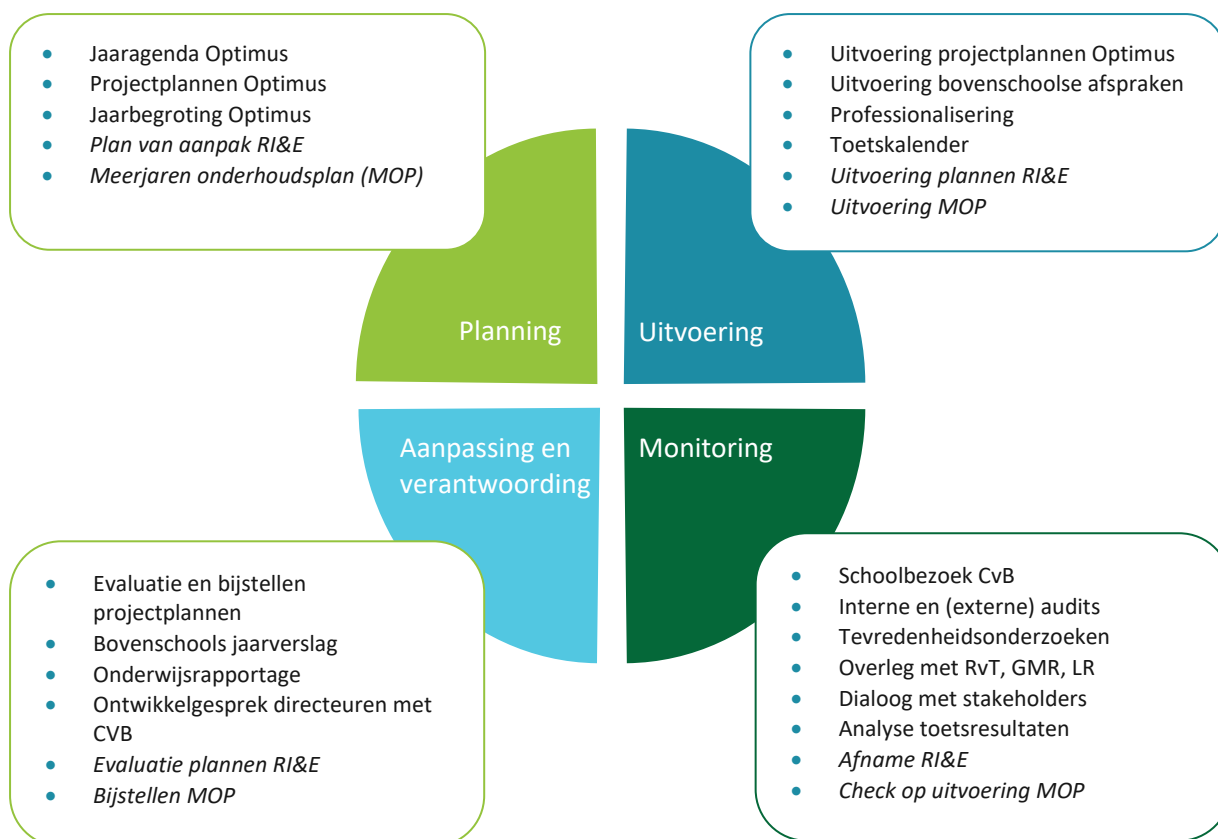 Jaaragenda Optimus
Projectplannen Optimus
Jaarbegroting Optimus
Plan van aanpak RI&E
Meerjaren onderhoudsplan (MOP)
Uitvoering projectplannen Optimus
Uitvoering bovenschoolse afspraken
Professionalisering
Toetskalender
Uitvoering plannen RI&E
Uitvoering MOP
Planning
Uitvoering
Aanpassing en
verantwoording
Monitoring
Evaluatie en bijstellen
projectplannen
Bovenschools jaarverslag
Onderwijsrapportage
Ontwikkelgesprek directeuren met
CVB
Evaluatie plannen RI&E
Bijstellen MOP
Schoolbezoek CvB
Interne en (externe) audits
Tevredenheidsonderzoeken
Overleg met RvT, GMR, LR
Dialoog met stakeholders
Analyse toetsresultaten
Afname RI&E
Check op uitvoering MOP